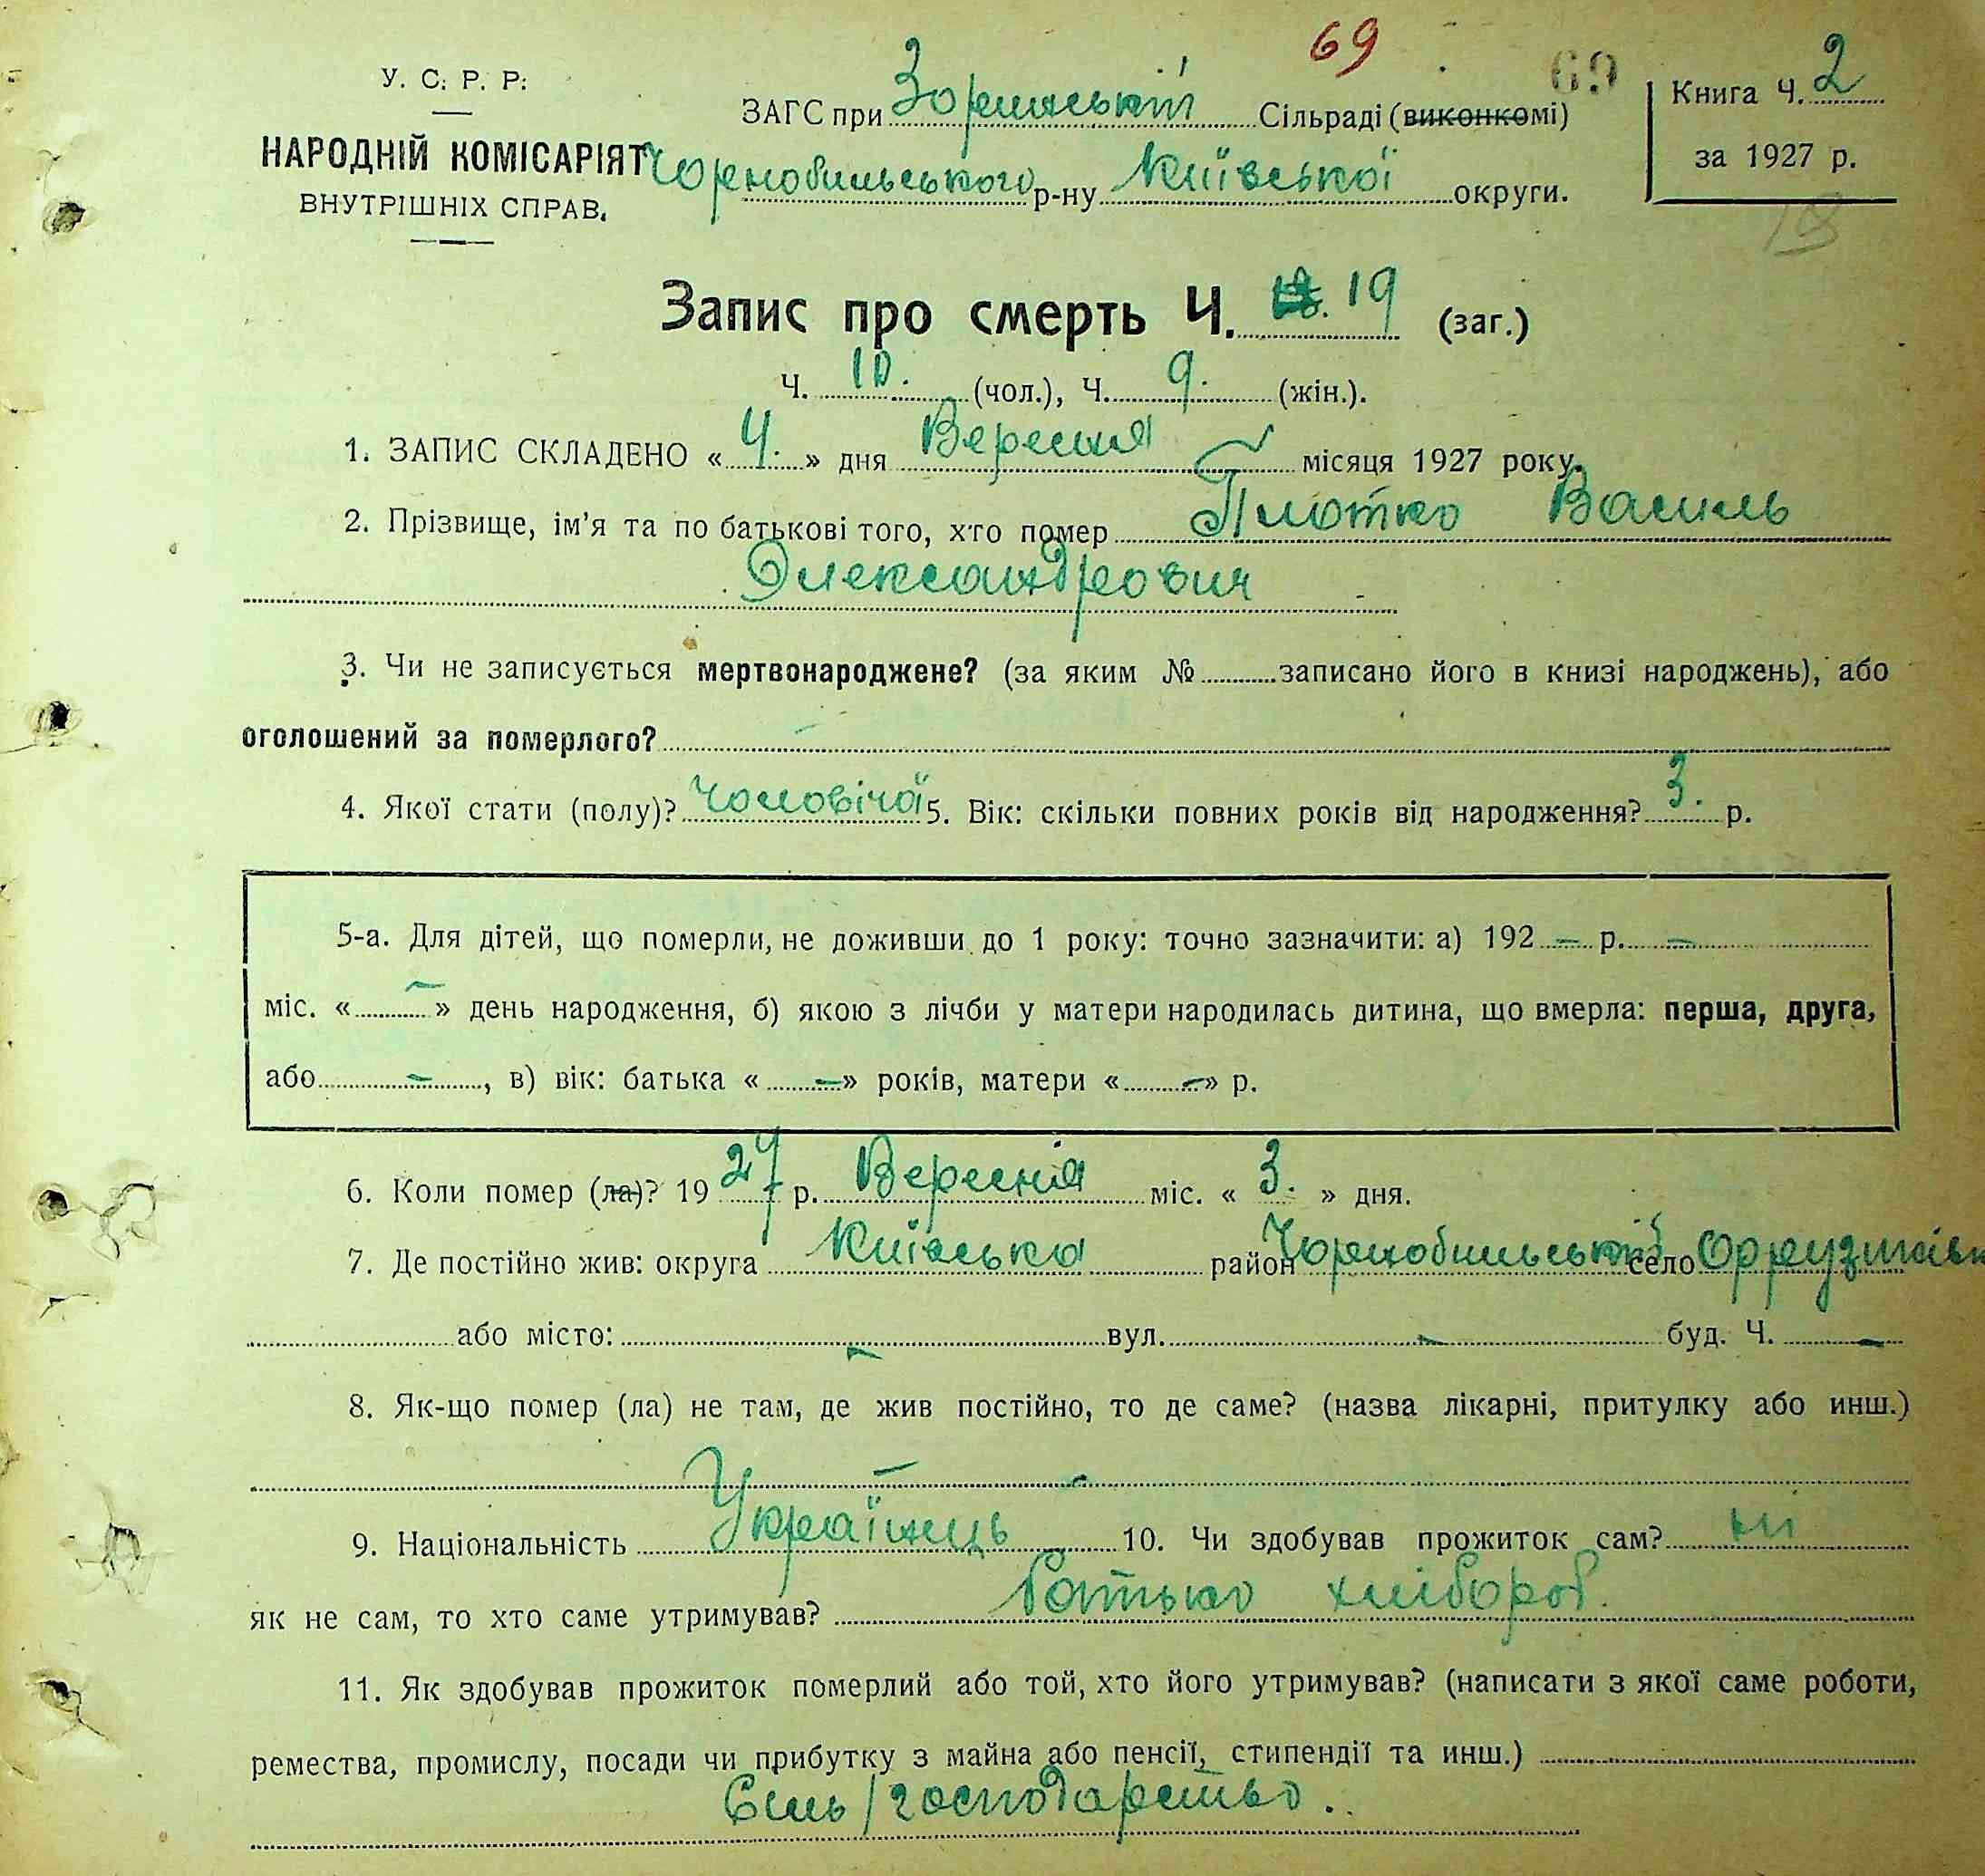 69
69
У. С. Р. Р.
ЗАГС при Зоринській Сільраді (виконкомі)
Книга Ч. 2
НАРОДНІЙ КОМІСАРІЯТ
Чорнобильського р-ну Київської округи.
за 1927 р.
ВНУТРІШНІХ СПРАВ.
19
Запис про смерть Ч. 19 (заг.)
Ч. 10. (чол.), Ч. 9. (жін.).
1. ЗАПИС СКЛАДЕНО « 4. » дня Вересня місяця 1927 року.
2. Прізвище, ім'я та по батькові того, хто помер Плотко Василь
Олександрович
3. Чи не записується мертвонароджене? (за яким № записано його в книзі народжень), або
оголошений за померлого? –
4. Якої стати (полу)? Чоловічої 5. Вік: скільки повних років від народження? 3. р.
5-а. Для дітей, що померли, не доживши до 1 року: точно зазначити: а) 192 – р. –
міс. « – » день народження, б) якою з лічби у матери народилась дитина, що вмерла: перша, друга,
або – , в) вік: батька « – » років, матери « – » р.
6. Коли помер (ла)? 19 27 р. Вересня міс. « 3. » дня.
7. Де постійно жив: округа Київська район Чорнобильський село
або місто: – вул. – буд. Ч. –
8. Як-що помер (ла) не там, де жив постійно, то де саме? (назва лікарні, притулку або инш.)
– –
9. Національність Українець 10. Чи здобував прожиток сам? ні
як не сам, то хто саме утримував? батько хлібороб.
11. Як здобував прожиток померлий або той, хто його утримував? (написати з якої саме роботи,
ремества, промислу, посади чи прибутку з майна або пенсії, стипендії та инш.)
Сіль/господарство.